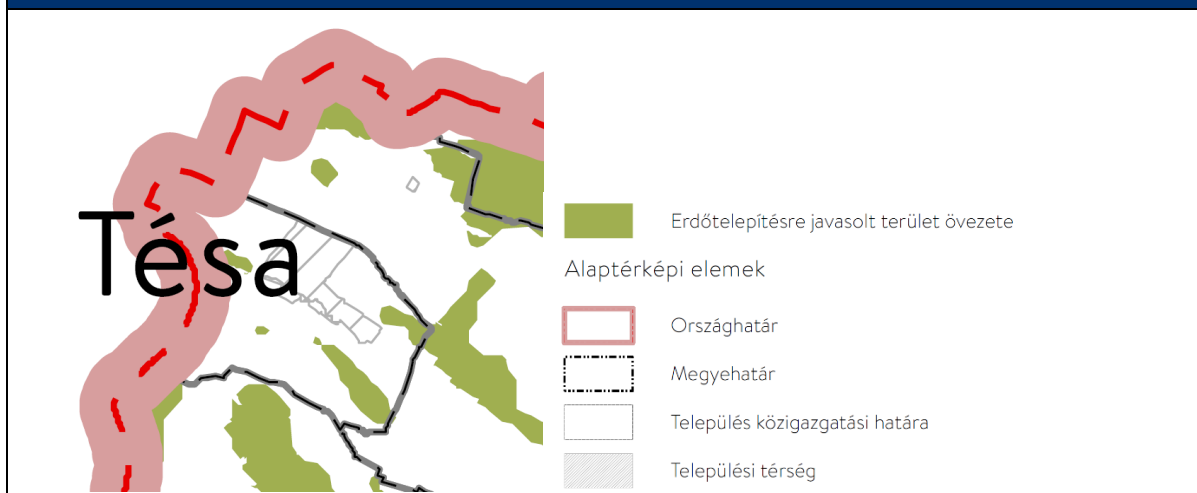 Tésa
Erdőtelepítésre javasolt terület övezete
Alaptérképi elemek
Országhatár
Megyehatár
Település közigazgatási határa
Települési térség